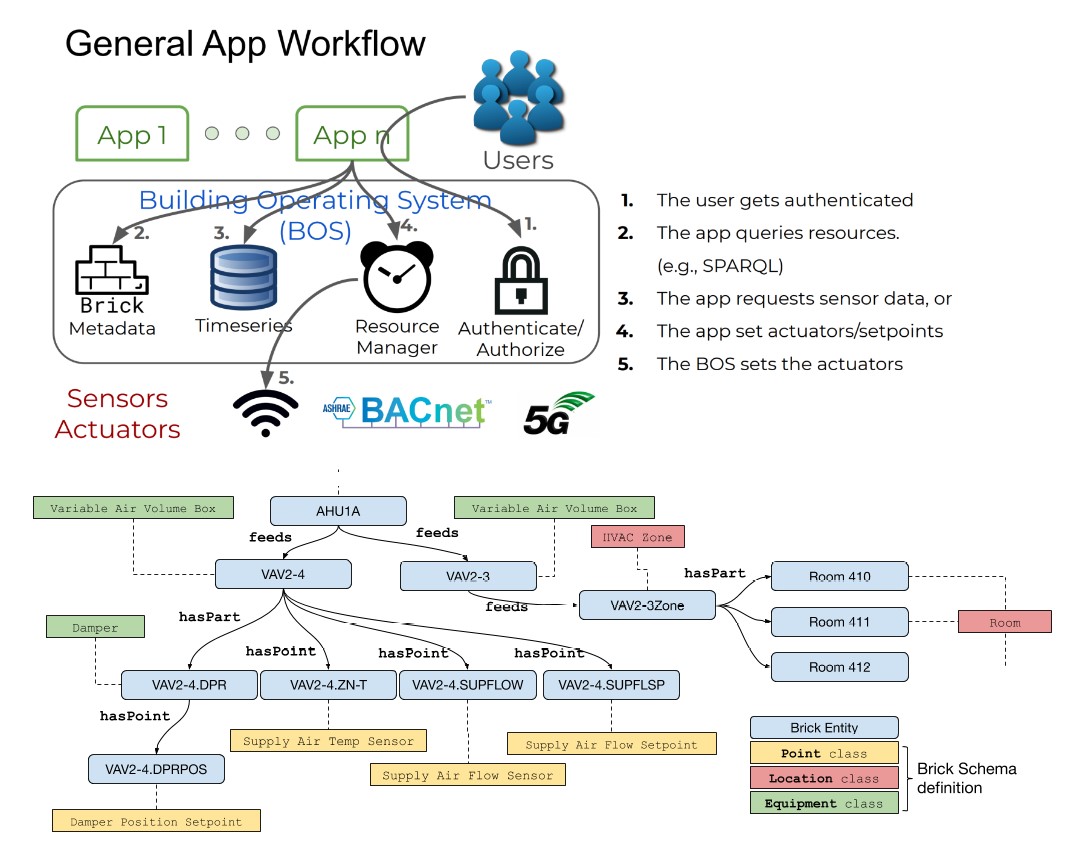 General App Workflow
App 1
App n
Users
Building Operating System
(BOS)
2.
3.
4.
1.
Brick
Metadata
Timeseries
Resource
Manager
Authenticate/
Authorize
1. The user gets authenticated
2. The app queries resources.
(e.g., SPARQL)
3. The app requests sensor data, or
4. The app set actuators/setpoints
5. The BOS sets the actuators
5.
Sensors
Actuators
ASHRAE BACnet™
5G
Variable Air Volume Box
AHU1A
Variable Air Volume Box
feeds
feeds
HVAC Zone
VAV2-4
VAV2-3
hasPart
Room 410
feeds
VAV2-3Zone
hasPart
Damper
Room 411
Room
hasPoint
hasPoint
hasPoint
Room 412
VAV2-4.DPR
VAV2-4.ZN-T
VAV2-4.SUPFLOW
VAV2-4.SUPFLSP
hasPoint
Supply Air Temp Sensor
Supply Air Flow Setpoint
VAV2-4.DPRPOS
Supply Air Flow Sensor
Damper Position Setpoint
Brick Entity
Point class
Location class
Equipment class
Brick Schema
definition